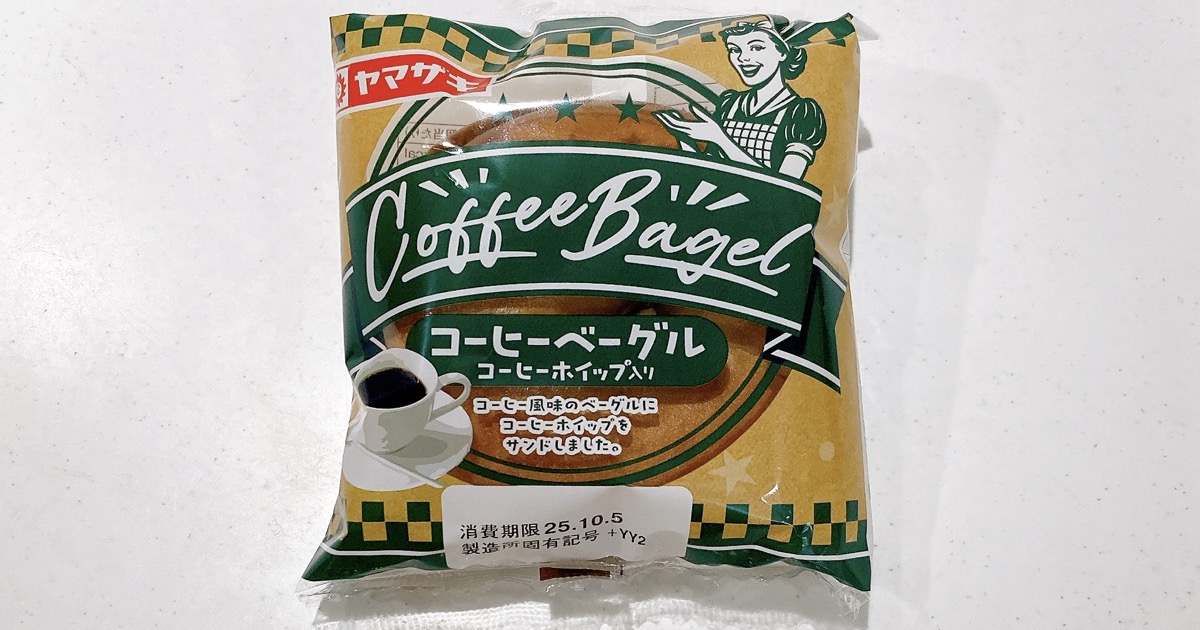 ヤマザキ
Coffee Bagel
コーヒーベーグル
コーヒーホイップ入り
コーヒー風味のベーグルに
コーヒーホイップを
サンドしました。
消費期限 25.10.5
製造所固有記号 +YY2